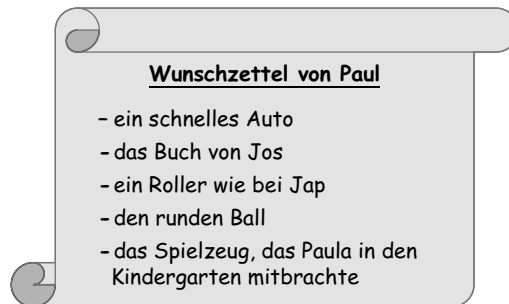 Wunschzettel von Paul
- ein schnelles Auto
- das Buch von Jos
- ein Roller wie bei Jap
- den runden Ball
- das Spielzeug, das Paula in den
Kindergarten mitbrachte